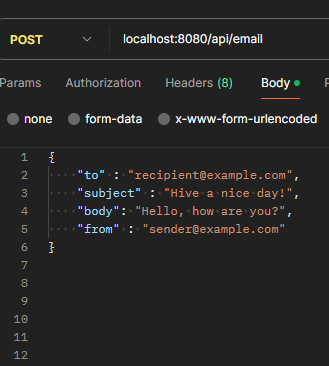 POST localhost:8080/api/email
Params Authorization Headers (8) Body
none form-data x-www-form-urlencoded
1 {
2 "to" : "recipient@example.com",
3 "subject" : "Hive a nice day!",
4 "body": "Hello, how are you?",
5 "from" : "sender@example.com"
6 }
7
8
9
10
11
12